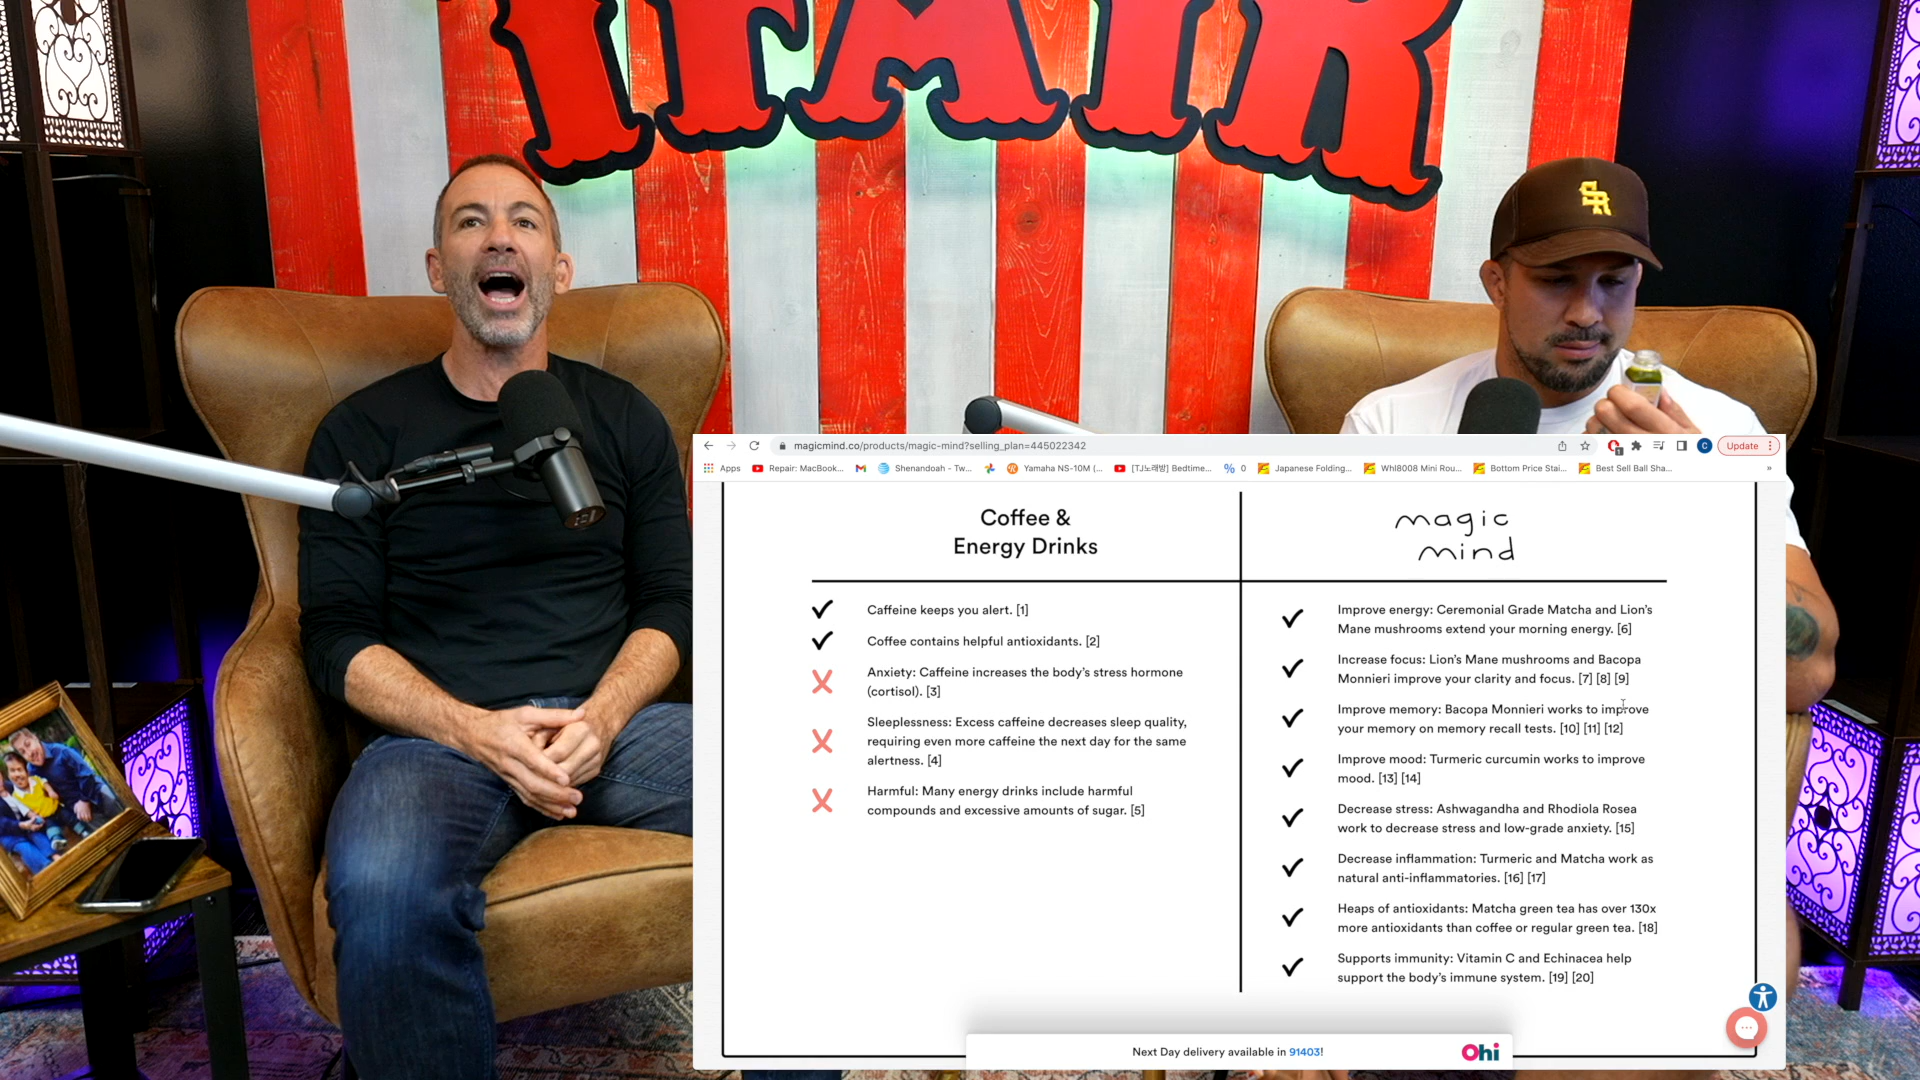 TFATK
SR
magicmind.co/products/magic-mind?selling_plan=445022342
Update
Apps
Repair: MacBook...
Shenandoah - Tw...
Yamaha NS-10M (...
[TJ노래방] Bedtime...
0
Japanese Folding...
Whl8008 Mini Rou...
Bottom Price Stai...
Best Sell Ball Sha...
Coffee &
Energy Drinks
Caffeine keeps you alert. [1]
Coffee contains helpful antioxidants. [2]
Anxiety: Caffeine increases the body's stress hormone
(cortisol). [3]
Sleeplessness: Excess caffeine decreases sleep quality,
requiring even more caffeine the next day for the same
alertness. [4]
Harmful: Many energy drinks include harmful
compounds and excessive amounts of sugar. [5]
magic
mind
Improve energy: Ceremonial Grade Matcha and Lion's
Mane mushrooms extend your morning energy. [6]
Increase focus: Lion's Mane mushrooms and Bacopa
Monnieri improve your clarity and focus. [7] [8] [9]
Improve memory: Bacopa Monnieri works to improve
your memory on memory recall tests. [10] [11] [12]
Improve mood: Turmeric curcumin works to improve
mood. [13] [14]
Decrease stress: Ashwagandha and Rhodiola Rosea
work to decrease stress and low-grade anxiety. [15]
Decrease inflammation: Turmeric and Matcha work as
natural anti-inflammatories. [16] [17]
Heaps of antioxidants: Matcha green tea has over 130x
more antioxidants than coffee or regular green tea. [18]
Supports immunity: Vitamin C and Echinacea help
support the body's immune system. [19] [20]
Next Day delivery available in 91403!
Ohi